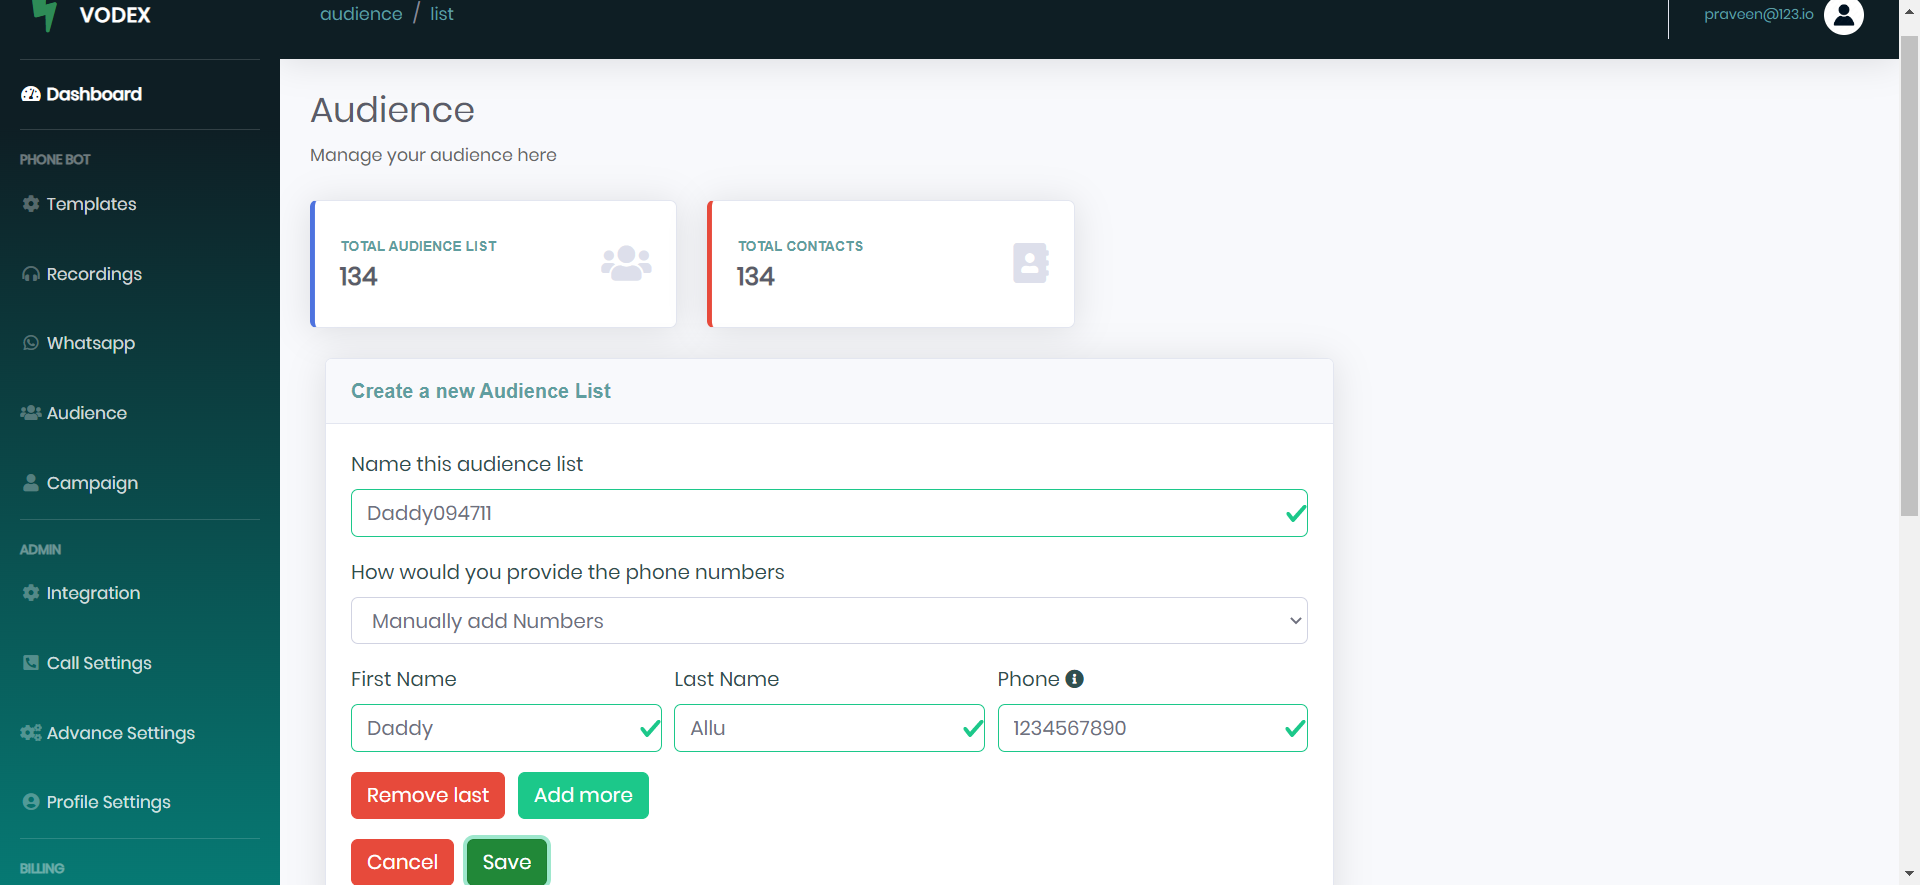 VODEX
audience / list
praveen@123.io
Dashboard
PHONE BOT
Templates
Recordings
Whatsapp
Audience
Campaign
ADMIN
Integration
Call Settings
Advance Settings
Profile Settings
BILLING
Audience
Manage your audience here
TOTAL AUDIENCE LIST
134
TOTAL CONTACTS
134
Create a new Audience List
Name this audience list
Daddy094711
How would you provide the phone numbers
Manually add Numbers
First Name
Last Name
Phone
Daddy
Allu
1234567890
Remove last
Add more
Cancel
Save